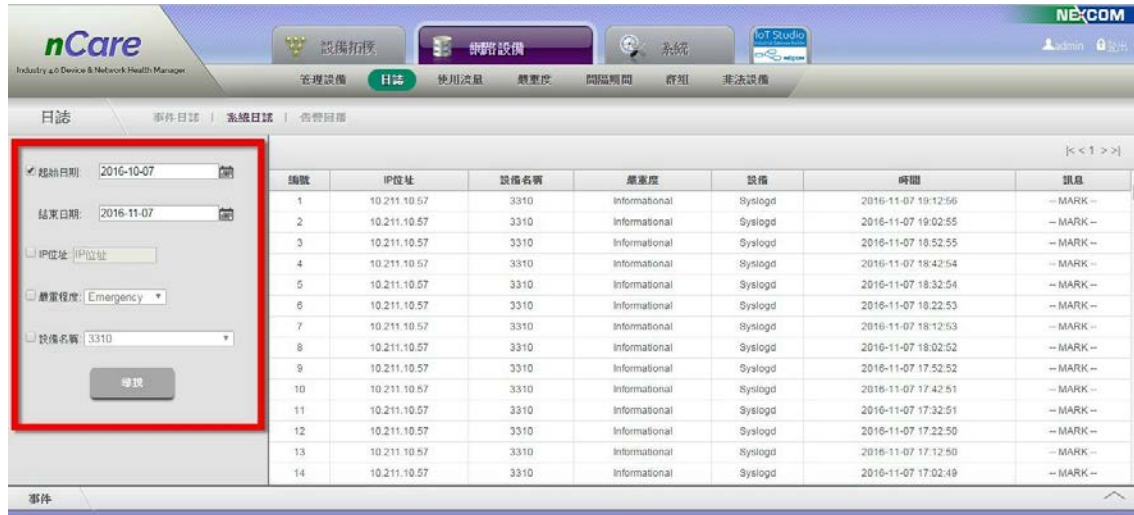 NEXCOM
nCare
Industry 4.0 Device & Network Health Manager
設備拓樸 網路設備 系統 IoT Studio
admin 登出
管理設備 日誌 使用流量 嚴重度 間隔期間 群組 非法設備
日誌 事件日誌 | 系統日誌 | 告警回報
|< < 1 > >|
起始日期: 2016-10-07
結束日期: 2016-11-07
IP位址: IP位址
嚴重程度: Emergency
設備名稱: 3310
尋找
編號 IP位址 設備名稱 嚴重度 設備 時間 訊息
1 10.211.10.57 3310 Informational Syslogd 2016-11-07 19:12:56 -- MARK --
2 10.211.10.57 3310 Informational Syslogd 2016-11-07 19:02:55 -- MARK --
3 10.211.10.57 3310 Informational Syslogd 2016-11-07 18:52:55 -- MARK --
4 10.211.10.57 3310 Informational Syslogd 2016-11-07 18:42:54 -- MARK --
5 10.211.10.57 3310 Informational Syslogd 2016-11-07 18:32:54 -- MARK --
6 10.211.10.57 3310 Informational Syslogd 2016-11-07 18:22:53 -- MARK --
7 10.211.10.57 3310 Informational Syslogd 2016-11-07 18:12:53 -- MARK --
8 10.211.10.57 3310 Informational Syslogd 2016-11-07 18:02:52 -- MARK --
9 10.211.10.57 3310 Informational Syslogd 2016-11-07 17:52:52 -- MARK --
10 10.211.10.57 3310 Informational Syslogd 2016-11-07 17:42:51 -- MARK --
11 10.211.10.57 3310 Informational Syslogd 2016-11-07 17:32:51 -- MARK --
12 10.211.10.57 3310 Informational Syslogd 2016-11-07 17:22:50 -- MARK --
13 10.211.10.57 3310 Informational Syslogd 2016-11-07 17:12:50 -- MARK --
14 10.211.10.57 3310 Informational Syslogd 2016-11-07 17:02:49 -- MARK --
事件